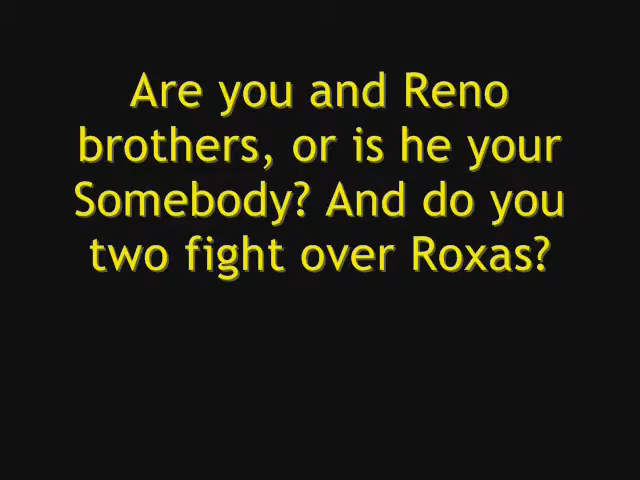 Are you and Reno
brothers, or is he your
Somebody? And do you
two fight over Roxas?